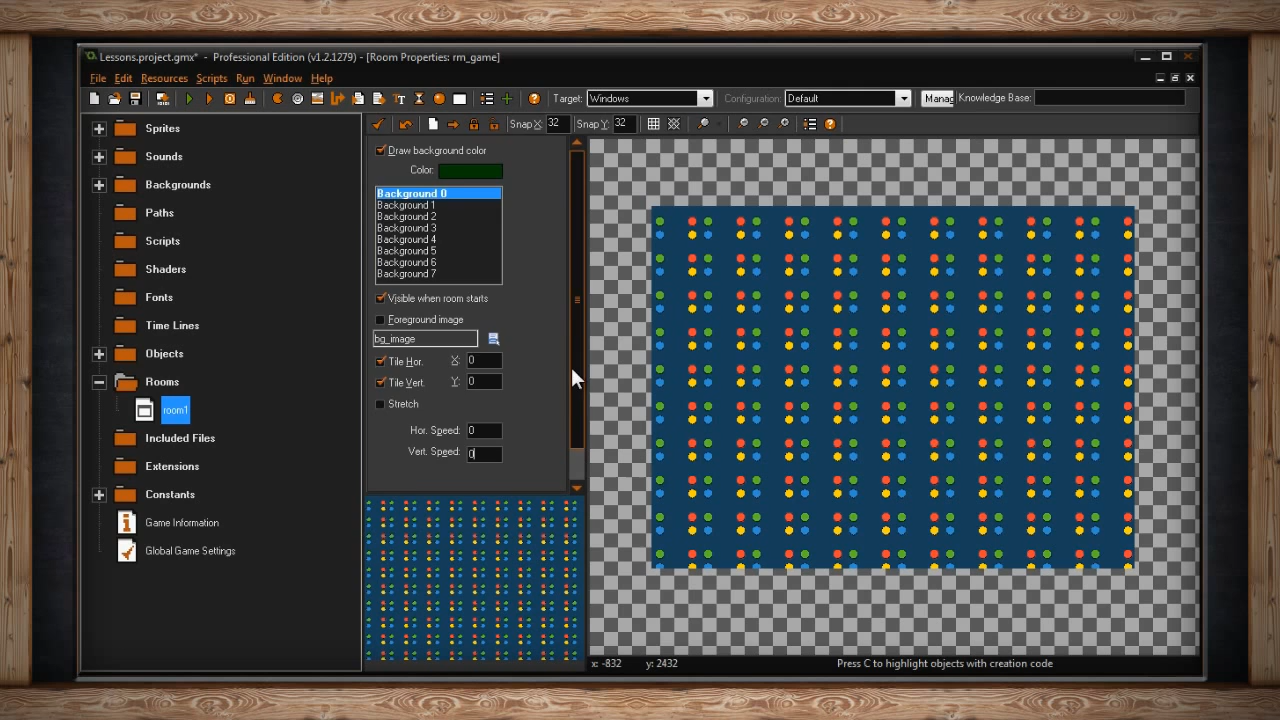 Lessons.project.gmx* - Professional Edition (v1.2.1279) - [Room Properties: rm_game]
File Edit Resources Scripts Run Window Help
Target: Windows Configuration: Default Manag Knowledge Base:
Snap X: 32 Snap Y: 32
Sprites
Sounds
Backgrounds
Paths
Scripts
Shaders
Fonts
Time Lines
Objects
Rooms
room1
Included Files
Extensions
Constants
Game Information
Global Game Settings
Draw background color
Color:
Background 0
Background 1
Background 2
Background 3
Background 4
Background 5
Background 6
Background 7
Visible when room starts
Foreground image
bg_image
Tile Hor. X: 0
Tile Vert. Y: 0
Stretch
Hor. Speed: 0
Vert. Speed: 0
x: -832 y: 2432 Press C to highlight objects with creation code